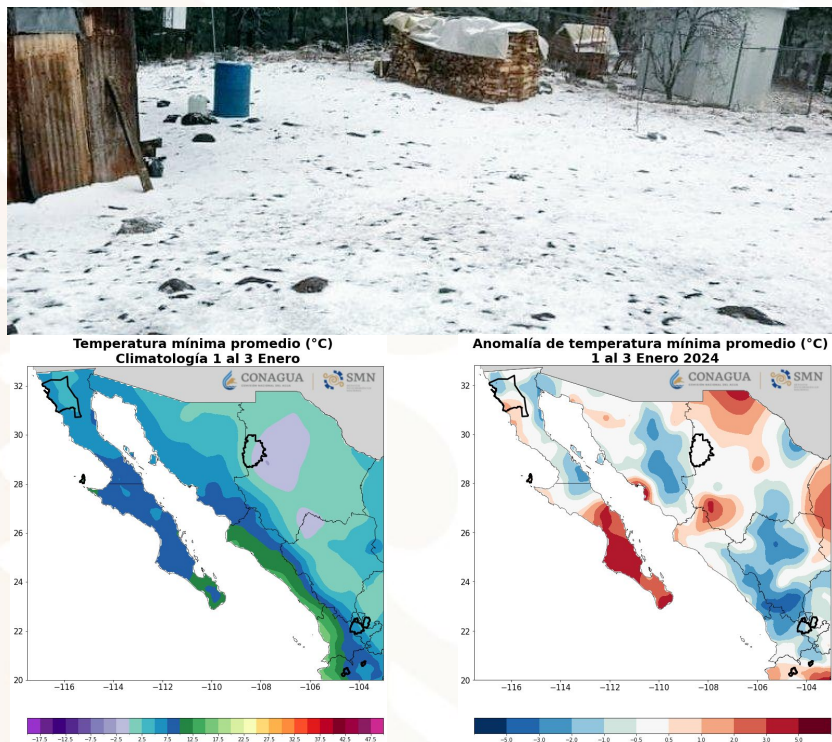 Temperatura mínima promedio (°C)
Climatología 1 al 3 Enero
CONAGUA
SMN
32
30
28
26
24
22
20
−116 −114 −112 −110 −108 −106 −104
−17.5 −12.5 −7.5 −2.5 2.5 7.5 12.5 17.5 22.5 27.5 32.5 37.5 42.5 47.5
Anomalía de temperatura mínima promedio (°C)
1 al 3 Enero 2024
CONAGUA
SMN
32
30
28
26
24
22
20
−116 −114 −112 −110 −108 −106 −104
−5.0 −3.0 −2.0 −1.0 −0.5 0.5 1.0 2.0 3.0 5.0